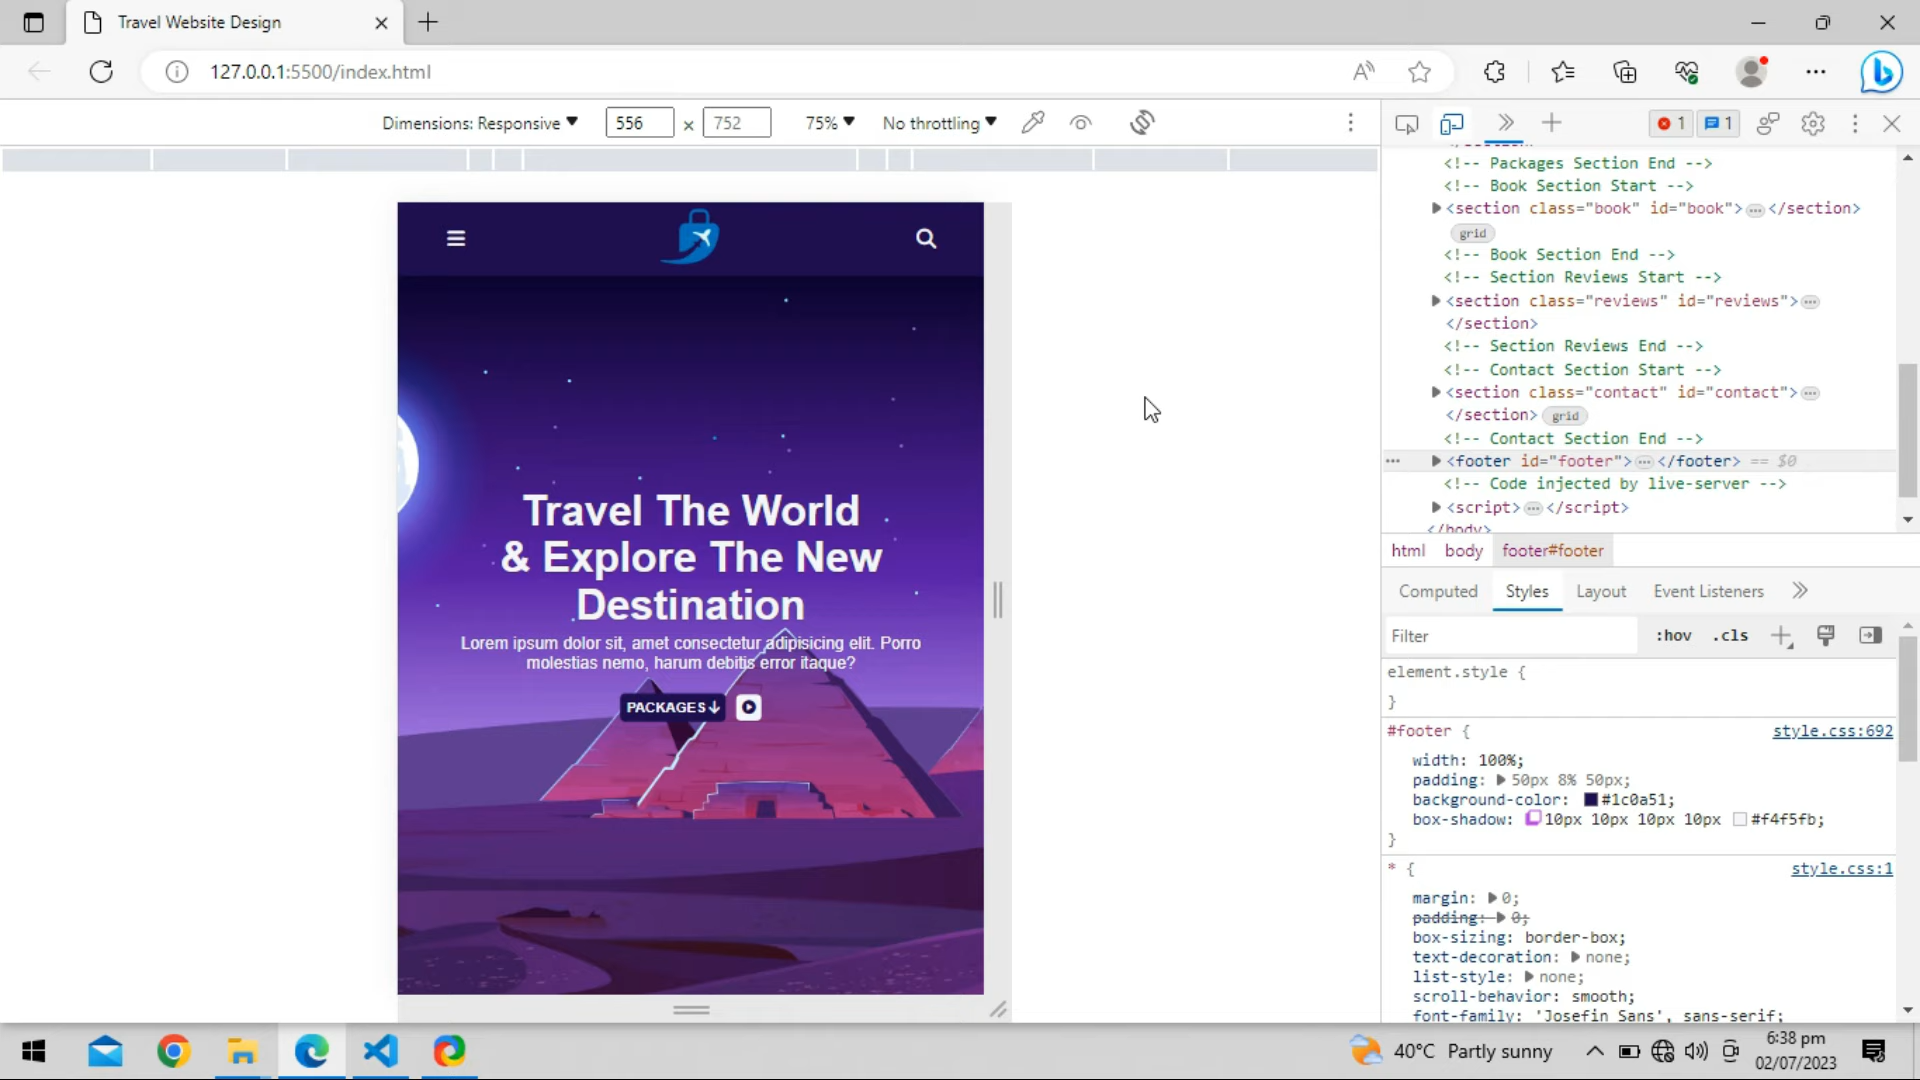 Travel Website Design
127.0.0.1:5500/index.html
Dimensions: Responsive 556 x 752 75% No throttling
1 1
<!-- Packages Section End -->
<!-- Book Section Start -->
<section class="book" id="book"></section>
grid
<!-- Book Section End -->
<!-- Section Reviews Start -->
<section class="reviews" id="reviews">
</section>
<!-- Section Reviews End -->
<!-- Contact Section Start -->
<section class="contact" id="contact">
</section> grid
<!-- Contact Section End -->
<footer id="footer"></footer> == $0
<!-- Code injected by live-server -->
<script></script>
</body>
html body footer#footer
Computed Styles Layout Event Listeners
Filter :hov .cls
element.style {
}
#footer { style.css:692
width: 100%;
padding: 50px 8% 50px;
background-color: #1c0a51;
box-shadow: 10px 10px 10px 10px #f4f5fb;
}
* { style.css:1
margin: 0;
padding: 0;
box-sizing: border-box;
text-decoration: none;
list-style: none;
scroll-behavior: smooth;
font-family: 'Josefin Sans', sans-serif;
Travel The World
& Explore The New
Destination
Lorem ipsum dolor sit, amet consectetur adipisicing elit. Porro
molestias nemo, harum debitis error itaque?
PACKAGES
40°C Partly sunny
6:38 pm
02/07/2023